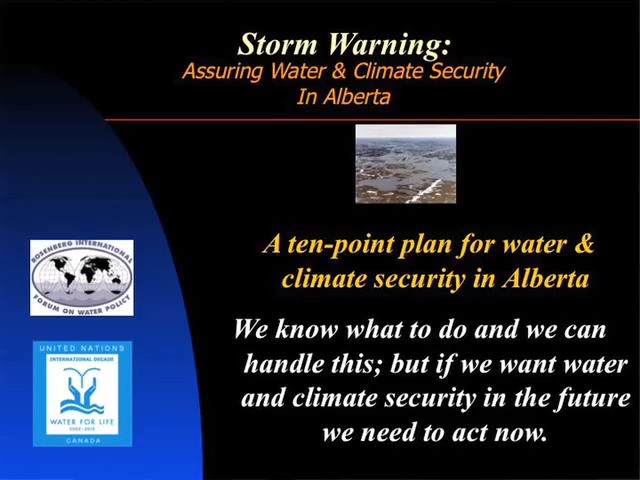 Storm Warning:
Assuring Water & Climate Security
In Alberta
A ten-point plan for water &
climate security in Alberta
We know what to do and we can
handle this; but if we want water
and climate security in the future
we need to act now.
ROSENBERG INTERNATIONAL
FORUM ON WATER POLICY
UNITED NATIONS
INTERNATIONAL DECADE
WATER FOR LIFE
CANADA